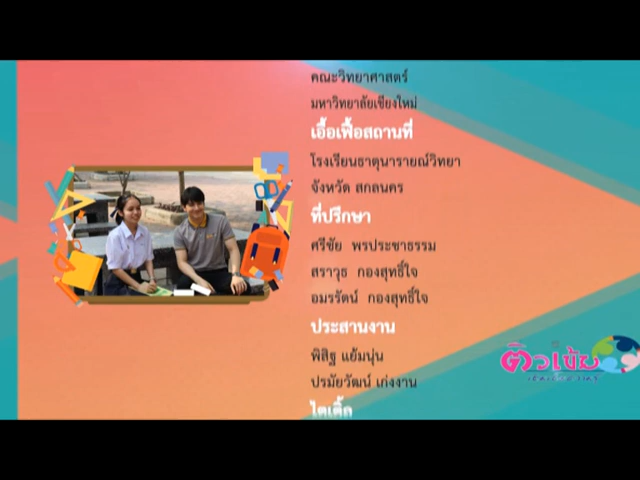 คณะวิทยาศาสตร์
มหาวิทยาลัยเชียงใหม่
เอื้อเฟื้อสถานที่
โรงเรียนธาตุนารายณ์วิทยา
จังหวัด สกลนคร
ที่ปรึกษา
ศรีชัย พรประชาธรรม
สราวุธ กองสุทธิ์ใจ
อมรรัตน์ กองสุทธิ์ใจ
ประสานงาน
พิสิฐ แย้มนุ่น
ปรมัยวัฒน์ เก่งงาน
ไตเติ้ล
ติวเข้ม